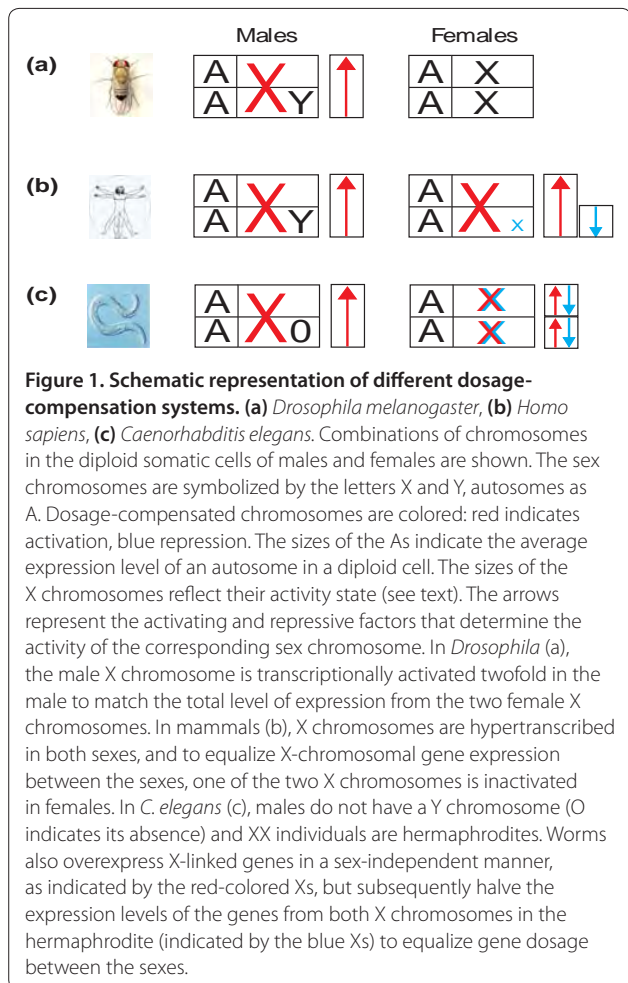 Males Females
(a) A X A X
A Y A X
(b) A X A X
A Y A x
(c) A X A X
A O A X
Figure 1. Schematic representation of different dosage-
compensation systems. (a) Drosophila melanogaster, (b) Homo
sapiens, (c) Caenorhabditis elegans. Combinations of chromosomes
in the diploid somatic cells of males and females are shown. The sex
chromosomes are symbolized by the letters X and Y, autosomes as
A. Dosage-compensated chromosomes are colored: red indicates
activation, blue repression. The sizes of the As indicate the average
expression level of an autosome in a diploid cell. The sizes of the
X chromosomes reflect their activity state (see text). The arrows
represent the activating and repressive factors that determine the
activity of the corresponding sex chromosome. In Drosophila (a),
the male X chromosome is transcriptionally activated twofold in the
male to match the total level of expression from the two female X
chromosomes. In mammals (b), X chromosomes are hypertranscribed
in both sexes, and to equalize X-chromosomal gene expression
between the sexes, one of the two X chromosomes is inactivated
in females. In C. elegans (c), males do not have a Y chromosome (O
indicates its absence) and XX individuals are hermaphrodites. Worms
also overexpress X-linked genes in a sex-independent manner,
as indicated by the red-colored Xs, but subsequently halve the
expression levels of the genes from both X chromosomes in the
hermaphrodite (indicated by the blue Xs) to equalize gene dosage
between the sexes.